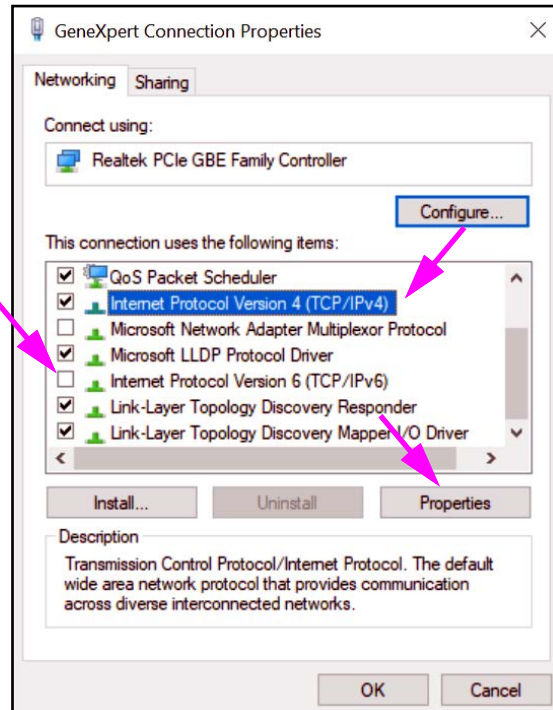 GeneXpert Connection Properties
Networking Sharing
Connect using:
Realtek PCIe GBE Family Controller
Configure...
This connection uses the following items:
QoS Packet Scheduler
Internet Protocol Version 4 (TCP/IPv4)
Microsoft Network Adapter Multiplexor Protocol
Microsoft LLDP Protocol Driver
Internet Protocol Version 6 (TCP/IPv6)
Link-Layer Topology Discovery Responder
Link-Layer Topology Discovery Mapper I/O Driver
Install... Uninstall Properties
Description
Transmission Control Protocol/Internet Protocol. The default
wide area network protocol that provides communication
across diverse interconnected networks.
OK Cancel